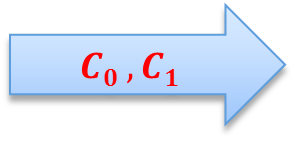 C₀ , C₁